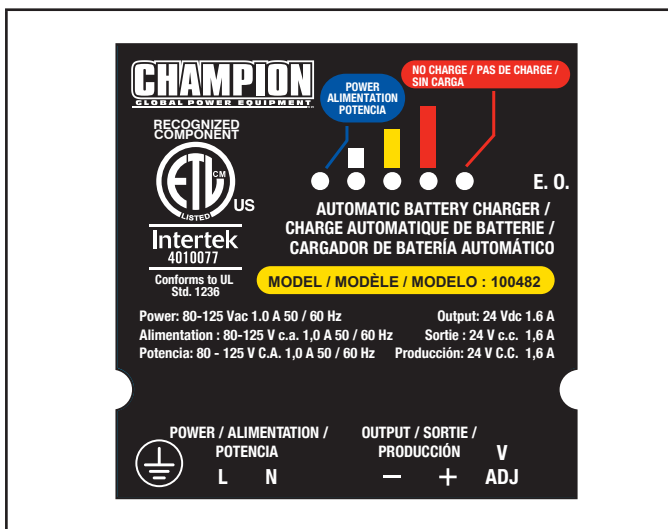 CHAMPION
GLOBAL POWER EQUIPMENT
POWER
ALIMENTATION
POTENCIA
NO CHARGE / PAS DE CHARGE /
SIN CARGA
RECOGNIZED
COMPONENT
ETL CM
LISTED
US
Intertek
4010077
Conforms to UL
Std. 1236
E. O.
AUTOMATIC BATTERY CHARGER /
CHARGE AUTOMATIQUE DE BATTERIE /
CARGADOR DE BATERÍA AUTOMÁTICO
MODEL / MODÈLE / MODELO : 100482
Power: 80-125 Vac 1.0 A 50 / 60 Hz
Output: 24 Vdc 1.6 A
Alimentation : 80-125 V c.a. 1,0 A 50 / 60 Hz
Sortie : 24 V c.c. 1,6 A
Potencia: 80 - 125 V C.A. 1,0 A 50 / 60 Hz
Producción: 24 V C.C. 1,6 A
POWER / ALIMENTATION /
POTENCIA
L N
OUTPUT / SORTIE /
PRODUCCIÓN
− +
V
ADJ